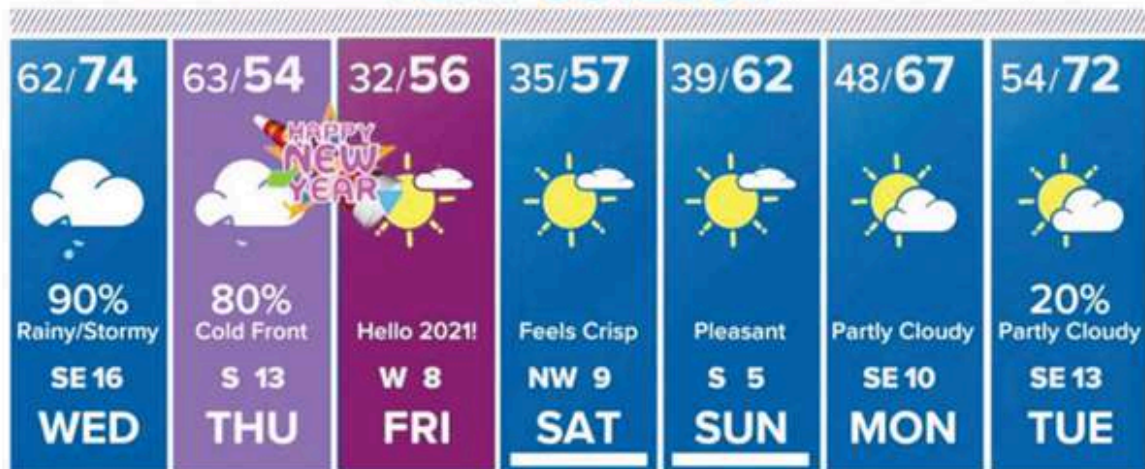 62/74
90%
Rainy/Stormy
SE 16
WED
63/54
80%
Cold Front
S 13
THU
HAPPY
NEW
YEAR
32/56
Hello 2021!
W 8
FRI
35/57
Feels Crisp
NW 9
SAT
39/62
Pleasant
S 5
SUN
48/67
Partly Cloudy
SE 10
MON
54/72
20%
Partly Cloudy
SE 13
TUE